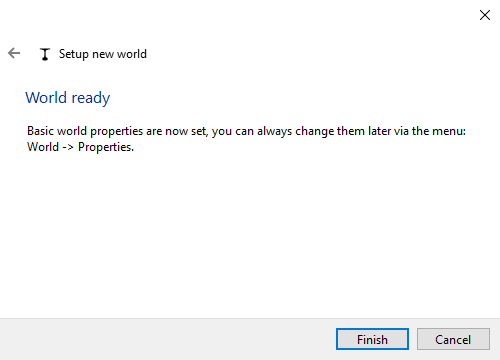 Setup new world
World ready
Basic world properties are now set, you can always change them later via the menu:
World -> Properties.
Finish
Cancel